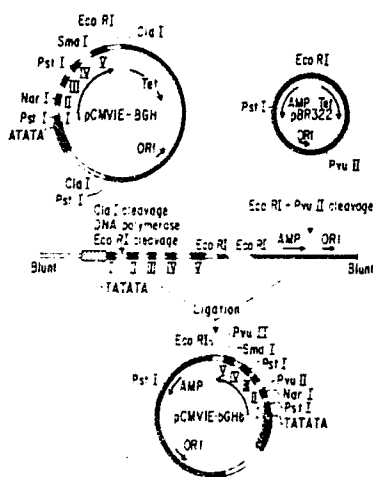 Eco RI
Cla I
Sma I
Pst I
V
IV
III
Nar I
II
Pst I
I
ATATA
Tet
pCMVIE-BGH
ORI
Cla I
Pst I
Eco RI
Pst I
AMP Tet
pBR322
ORI
Pvu II
Cla I cleavage
DNA polymerase
Eco RI cleavage
Eco RI + Pvu II cleavage
Eco RI Eco RI
AMP ORI
Blunt
I II III IV V
Blunt
TATATA
Ligation
Eco RI
Pvu II
Sma I
Pst I
Pst I
AMP
V
IV
III
II
I
Pvu II
Nar I
Pst I
TATATA
pCMVIE-bGHb
ORI